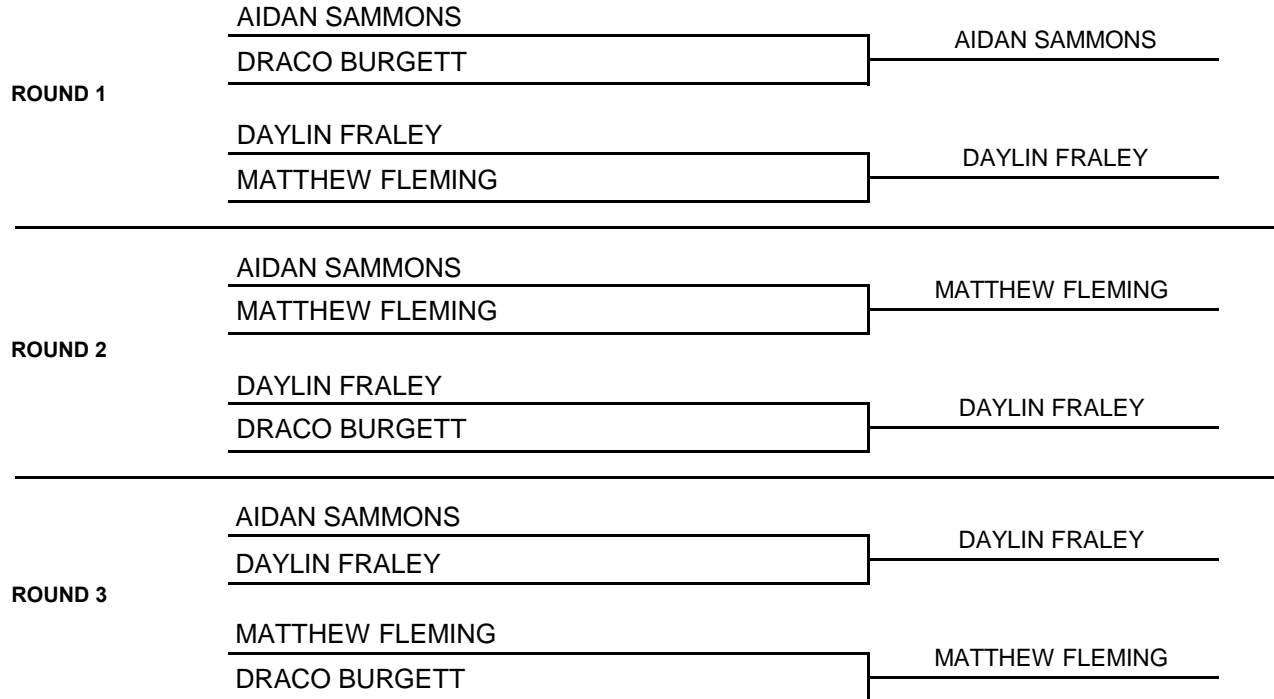 AIDAN SAMMONS
AIDAN SAMMONS
DRACO BURGETT
ROUND 1
DAYLIN FRALEY
DAYLIN FRALEY
MATTHEW FLEMING
AIDAN SAMMONS
MATTHEW FLEMING
MATTHEW FLEMING
ROUND 2
DAYLIN FRALEY
DAYLIN FRALEY
DRACO BURGETT
AIDAN SAMMONS
DAYLIN FRALEY
DAYLIN FRALEY
ROUND 3
MATTHEW FLEMING
MATTHEW FLEMING
DRACO BURGETT